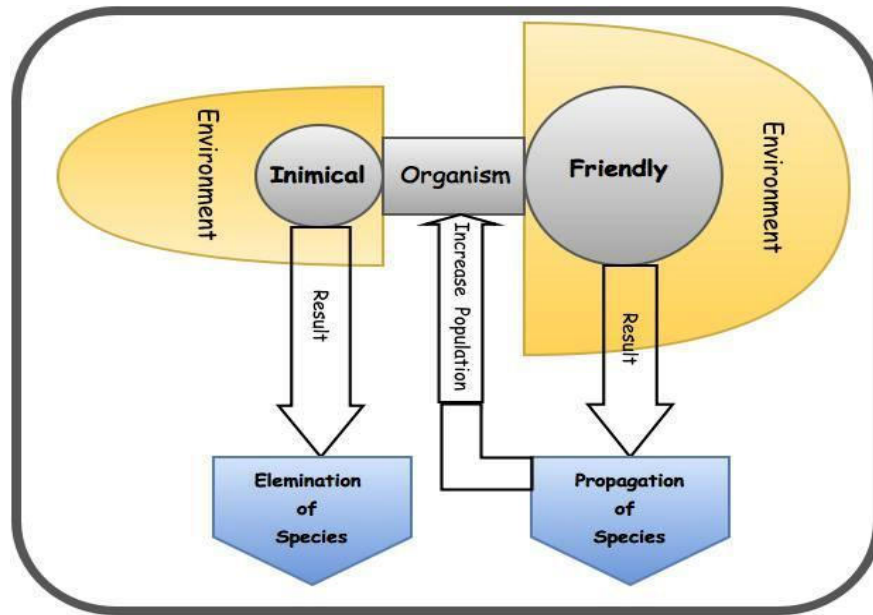 Environment
Inimical
Organism
Friendly
Environment
Result
Increase Population
Result
Elemination
of
Species
Propagation
of
Species